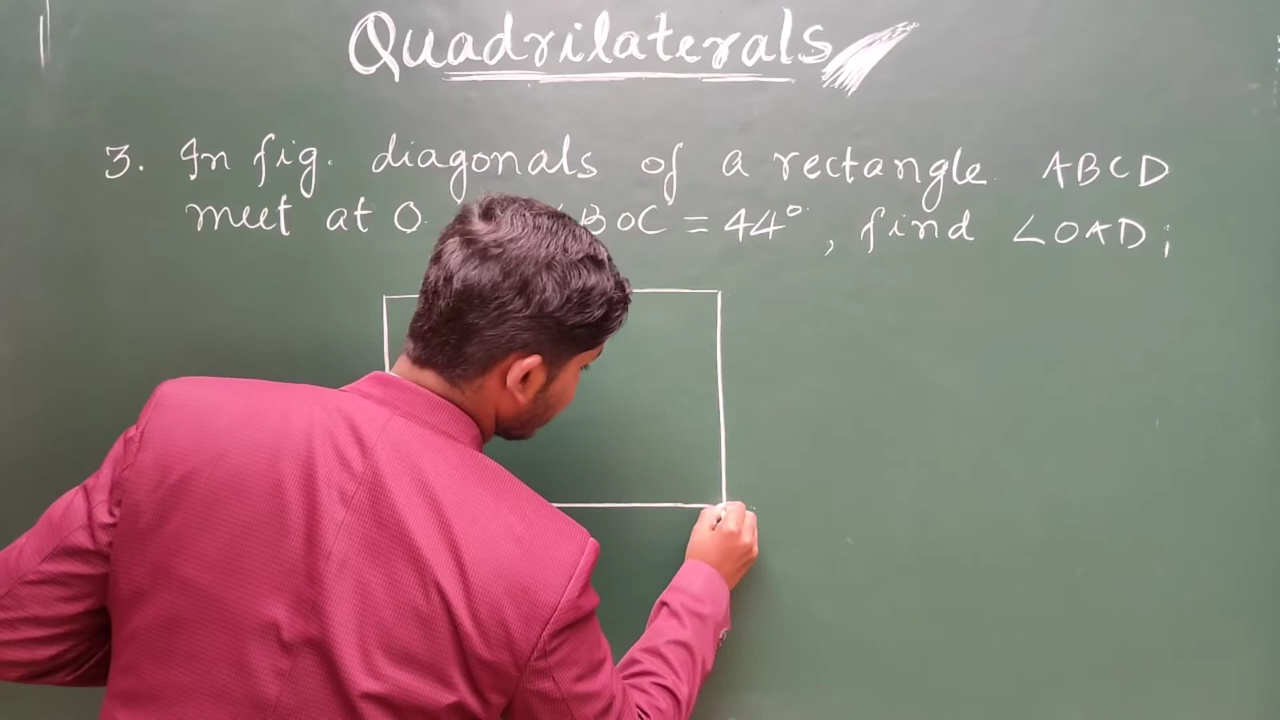 Quadrilaterals
3. In fig. diagonals of a rectangle ABCD
meet at O. ∠BOC = 44°, find ∠OAD;